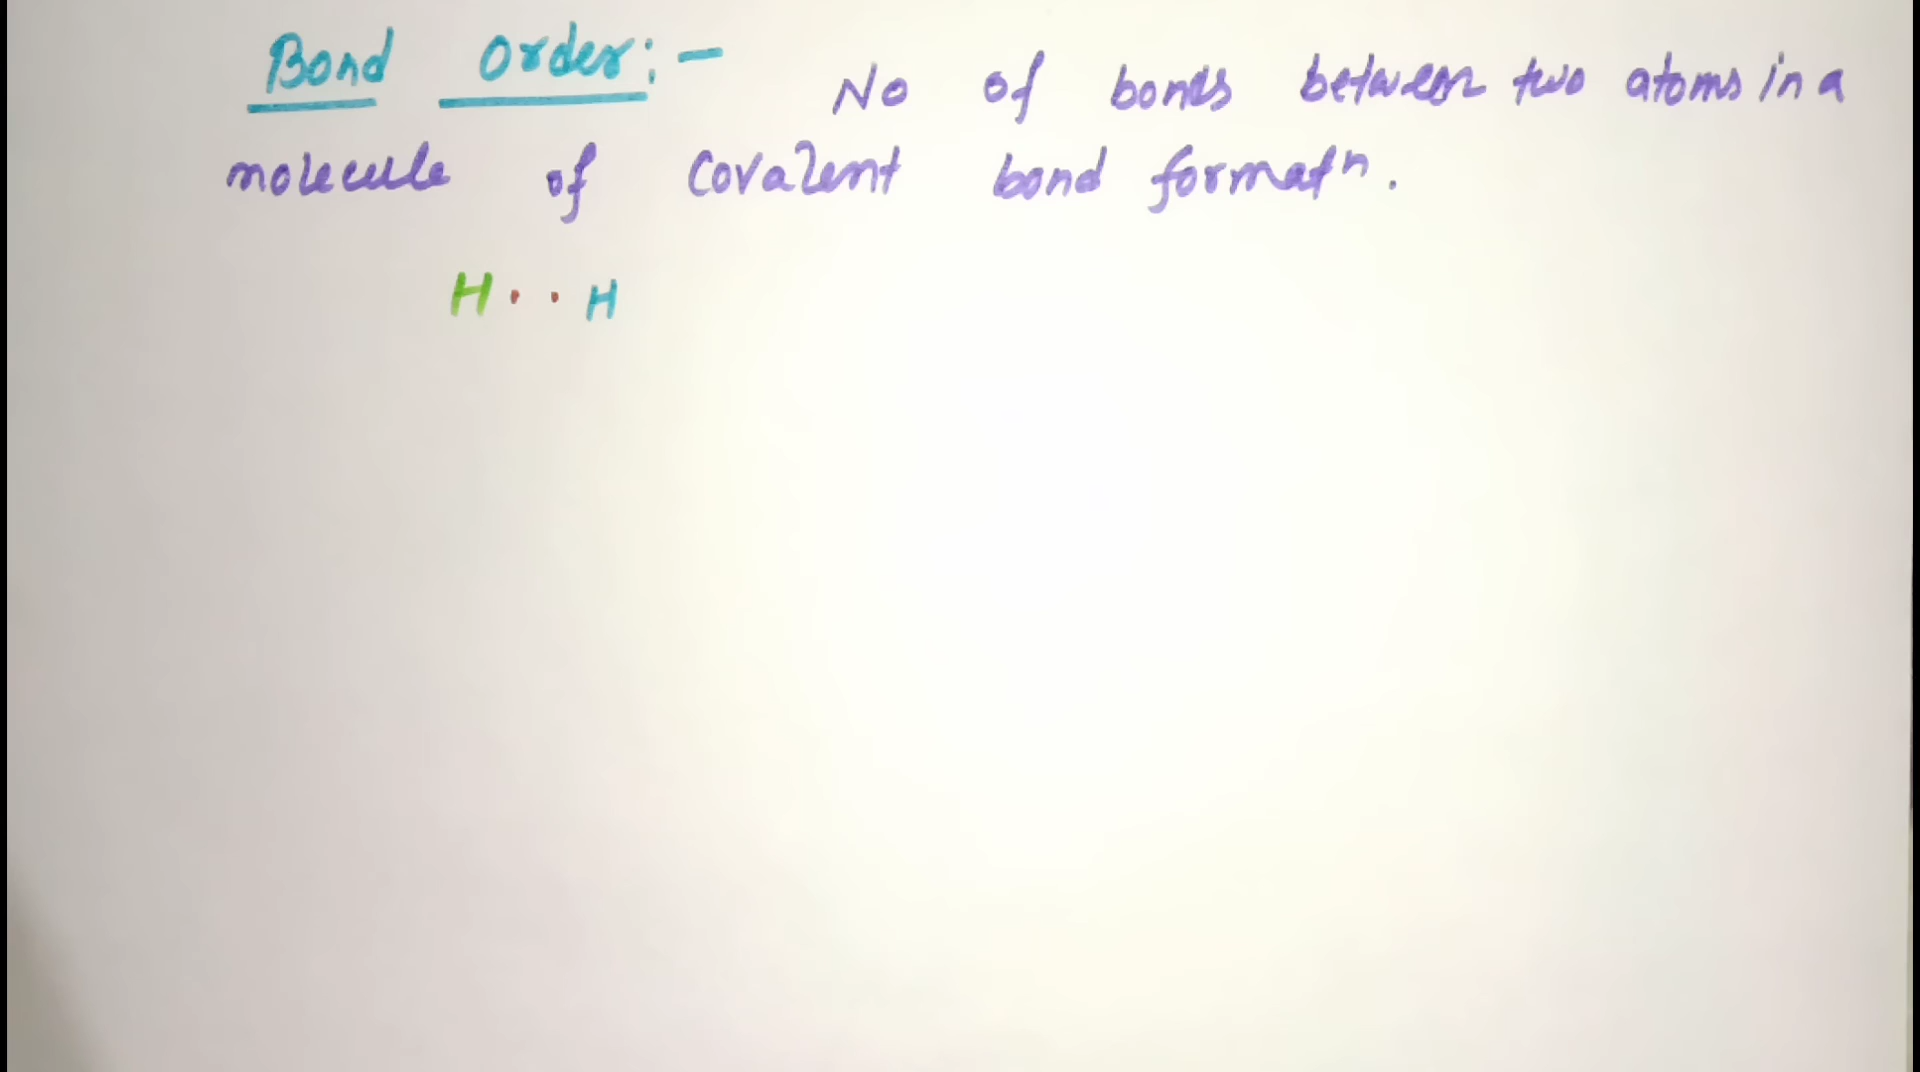 Bond Order:- No of bonds between two atoms in a
molecule of Covalent bond formatⁿ.
H · · H